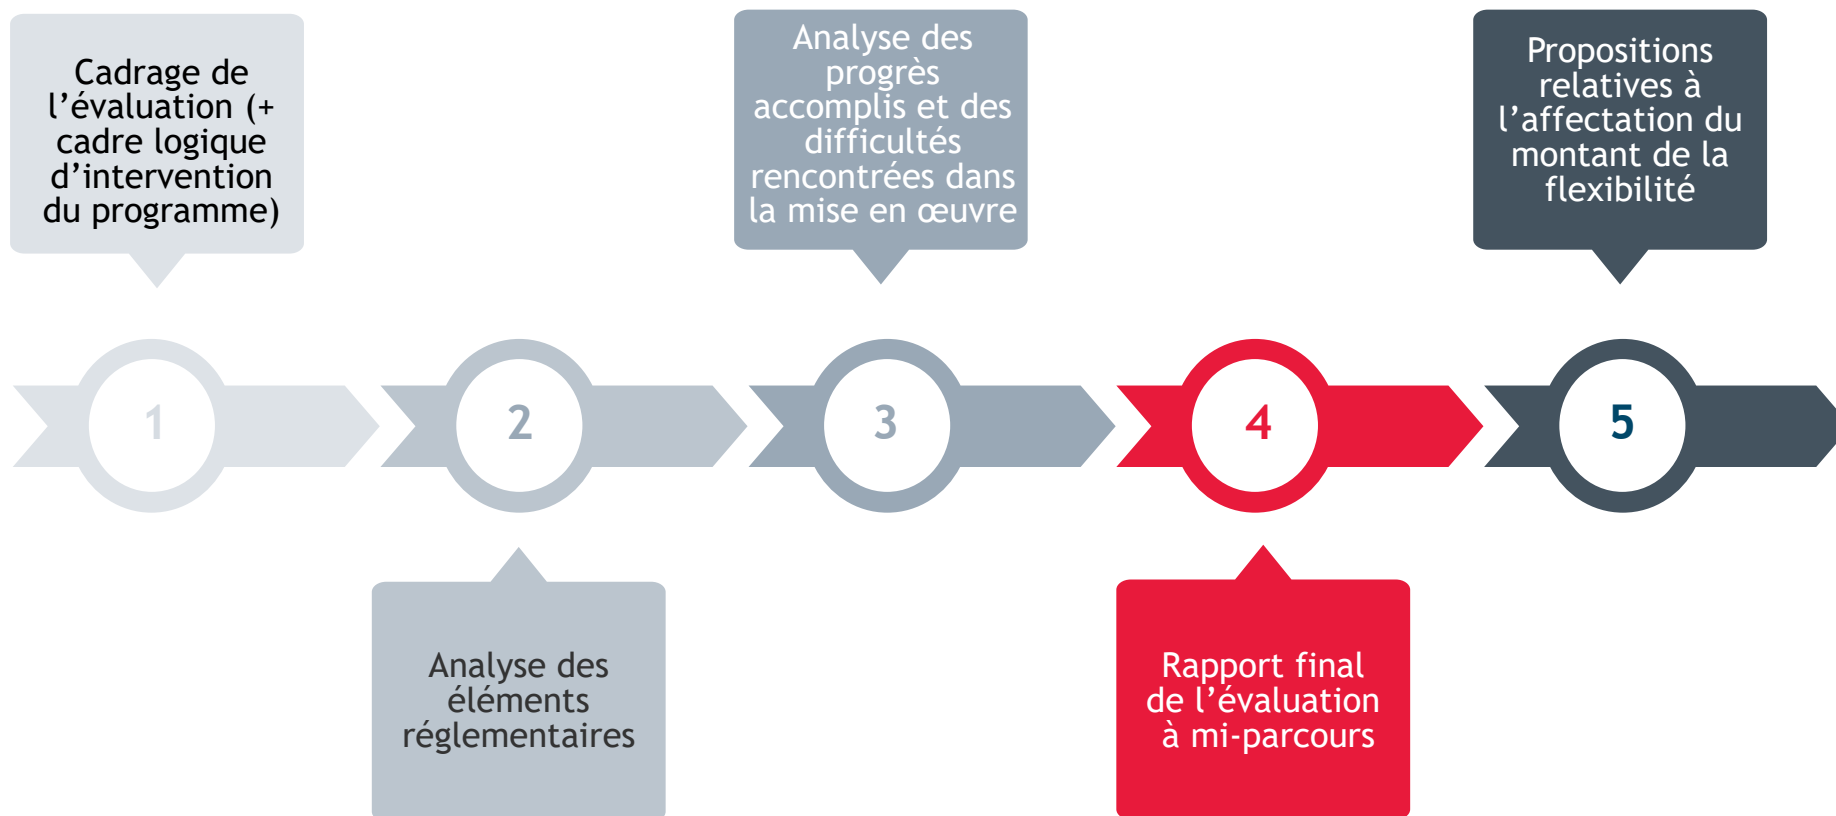 Cadrage de
l’évaluation (+
cadre logique
d’intervention
du programme)
Analyse des
progrès
accomplis et des
difficultés
rencontrées dans
la mise en œuvre
Propositions
relatives à
l’affectation du
montant de la
flexibilité
1
2
3
4
5
Analyse des
éléments
réglementaires
Rapport final
de l’évaluation
à mi-parcours